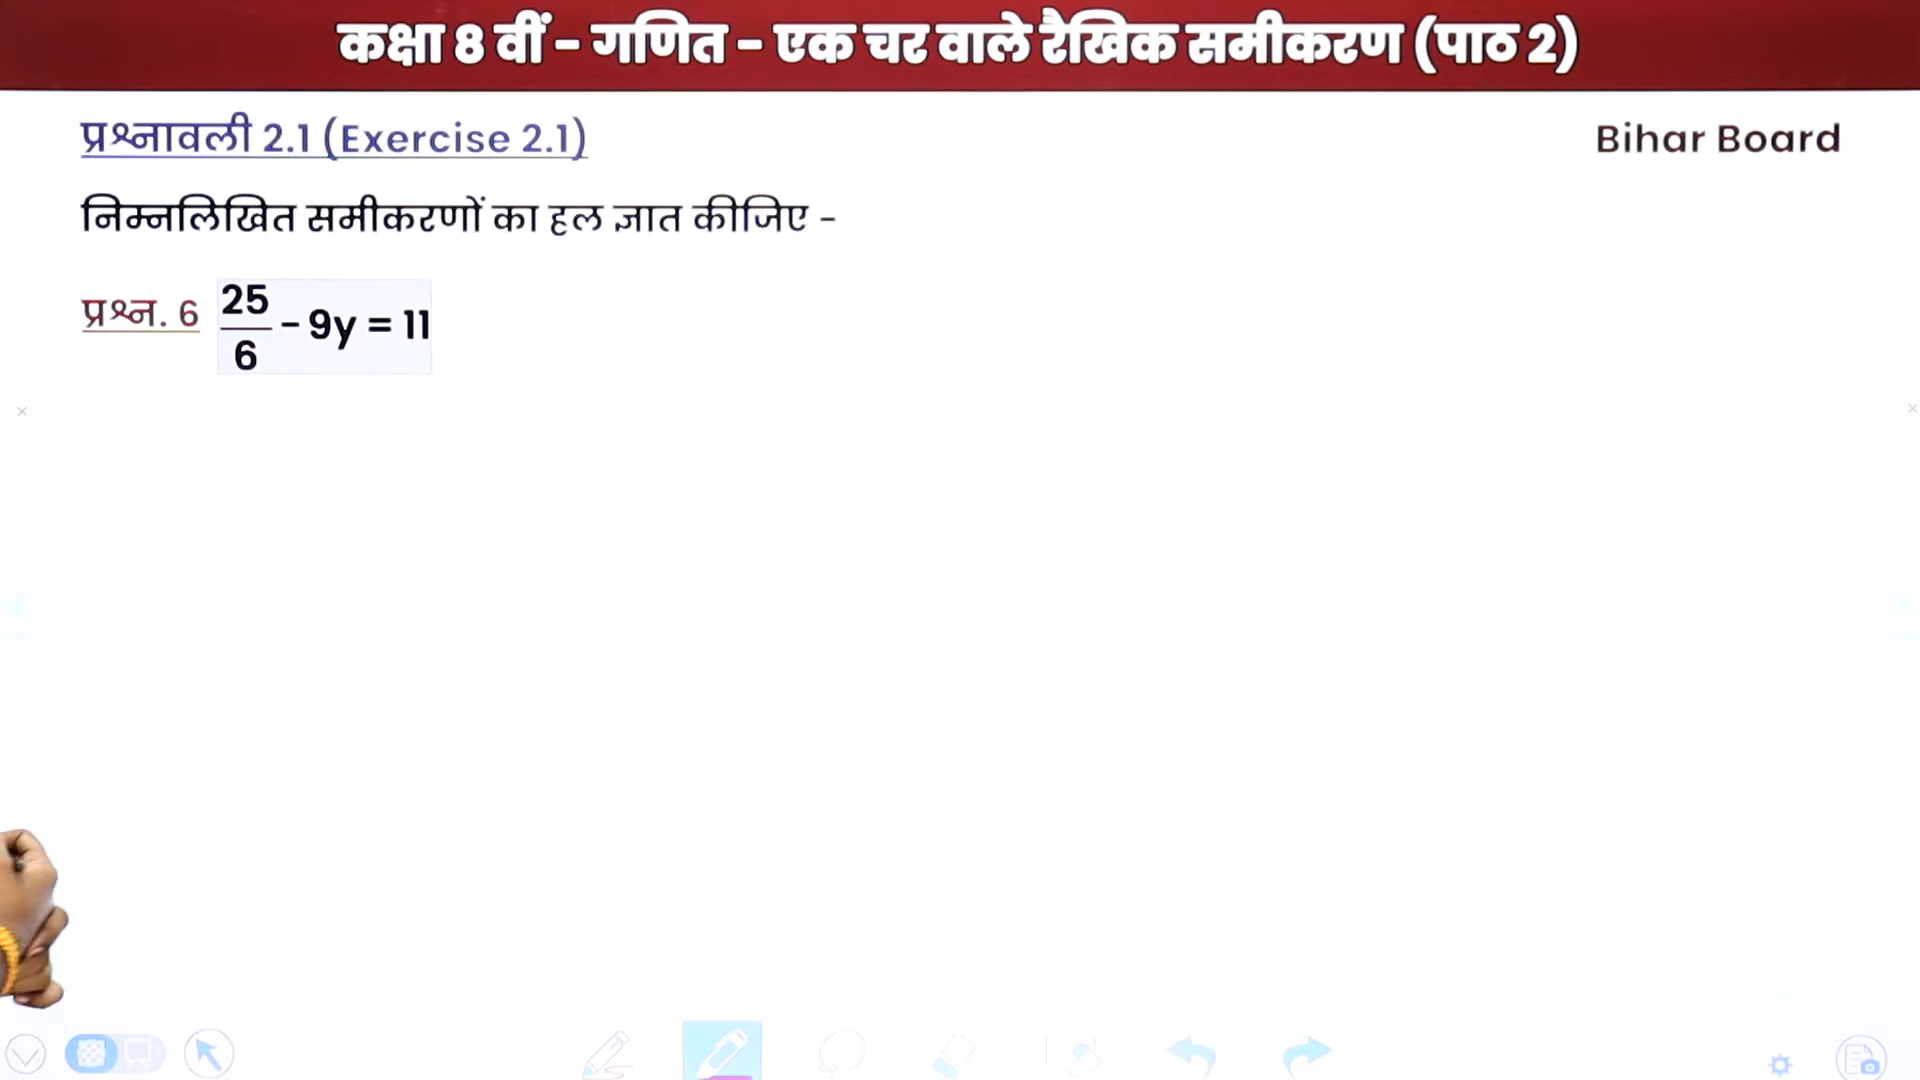 कक्षा 8 वीं – गणित – एक चर वाले रैखिक समीकरण (पाठ 2)
प्रश्नावली 2.1 (Exercise 2.1)
Bihar Board
निम्नलिखित समीकरणों का हल ज्ञात कीजिए -
प्रश्न. 6 25/6 - 9y = 11